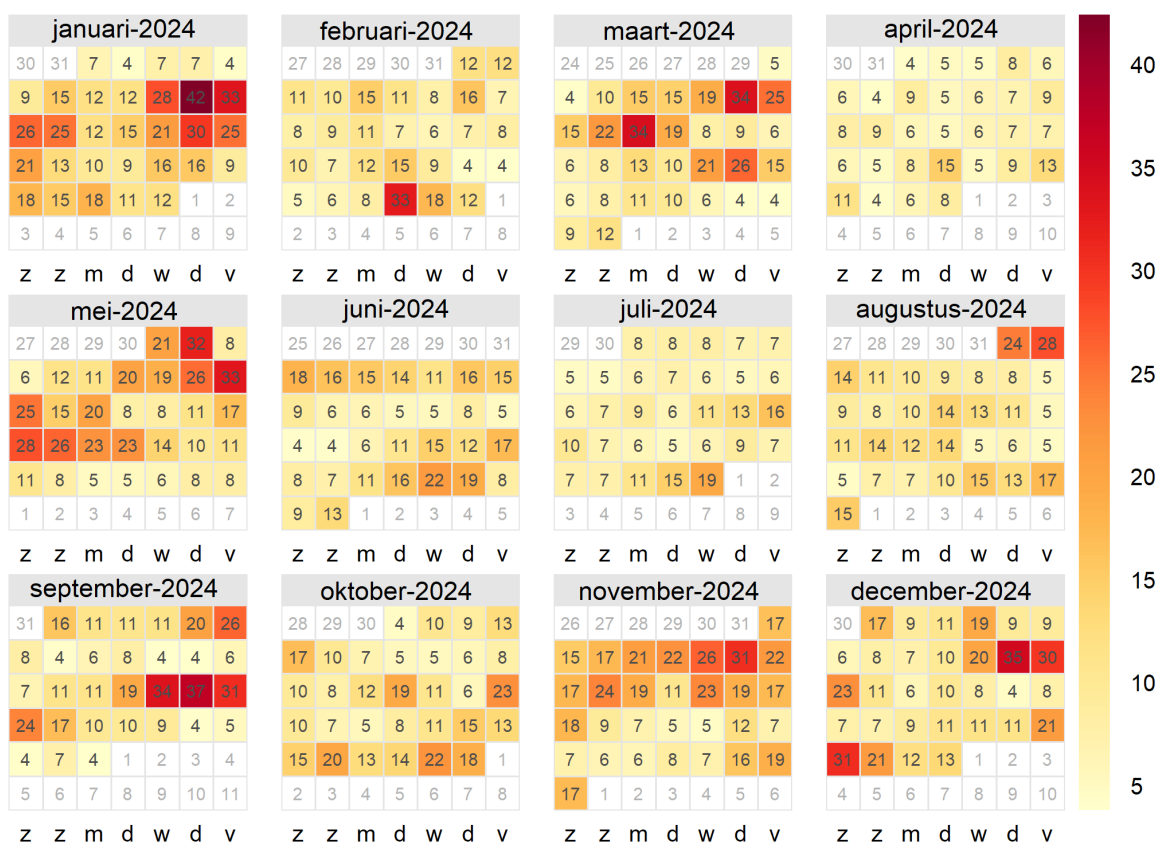 januari-2024 februari-2024 maart-2024 april-2024
30 31 7 4 7 7 4 27 28 29 30 31 12 12 24 25 26 27 28 29 5 30 31 4 5 5 8 6 40
9 15 12 12 28 42 33 11 10 15 11 8 16 7 4 10 15 15 19 34 25 6 4 9 5 6 7 9
26 25 12 15 21 30 25 8 9 11 7 6 7 8 15 22 34 19 8 9 6 8 9 6 5 6 7 7
21 13 10 9 16 16 9 10 7 12 15 9 4 4 6 8 13 10 21 26 15 6 5 8 15 5 9 13 35
18 15 18 11 12 1 2 5 6 8 33 18 12 1 6 8 11 10 6 4 4 11 4 6 8 1 2 3
3 4 5 6 7 8 9 2 3 4 5 6 7 8 9 12 1 2 3 4 5 4 5 6 7 8 9 10
z z m d w d v z z m d w d v z z m d w d v z z m d w d v 30
mei-2024 juni-2024 juli-2024 augustus-2024
27 28 29 30 21 32 8 25 26 27 28 29 30 31 29 30 8 8 8 7 7 27 28 29 30 31 24 28
6 12 11 20 19 26 33 18 16 15 14 11 16 15 5 5 6 7 6 5 6 14 11 10 9 8 8 5 25
25 15 20 8 8 11 17 9 6 6 5 5 8 5 6 7 9 6 11 13 16 9 8 10 14 13 11 5
28 26 23 23 14 10 11 4 4 6 11 15 12 17 10 7 6 5 6 9 7 11 14 12 14 5 6 5
11 8 5 5 6 8 8 8 7 11 16 22 19 8 7 7 11 15 19 1 2 5 7 7 10 15 13 17 20
1 2 3 4 5 6 7 9 13 1 2 3 4 5 3 4 5 6 7 8 9 15 1 2 3 4 5 6
z z m d w d v z z m d w d v z z m d w d v z z m d w d v
september-2024 oktober-2024 november-2024 december-2024 15
31 16 11 11 11 20 26 28 29 30 4 10 9 13 26 27 28 29 30 31 17 30 17 9 11 19 9 9
8 4 6 8 4 4 6 17 10 7 5 5 6 8 15 17 21 22 26 31 22 6 8 7 10 20 36 30
7 11 11 19 34 37 31 10 8 12 19 11 6 23 17 24 19 11 23 19 17 23 11 6 10 8 4 8 10
24 17 10 10 9 4 5 10 7 5 8 11 15 13 18 9 7 5 5 12 7 7 7 9 11 11 11 21
4 7 4 1 2 3 4 15 20 13 14 22 18 1 7 6 6 8 7 16 19 31 21 12 13 1 2 3
5 6 7 8 9 10 11 2 3 4 5 6 7 8 17 1 2 3 4 5 6 4 5 6 7 8 9 10 5
z z m d w d v z z m d w d v z z m d w d v z z m d w d v